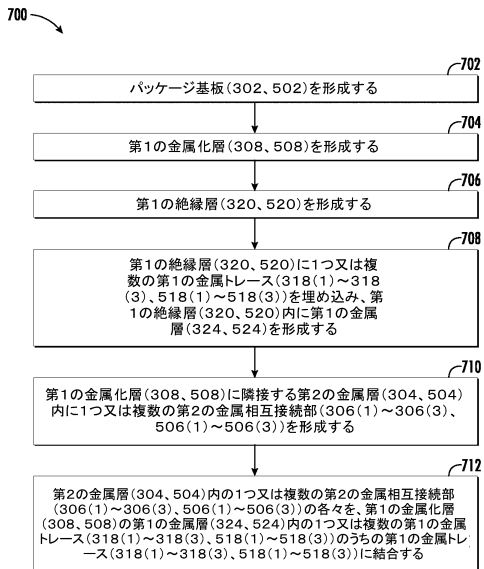 700
702
パッケージ基板(302、502)を形成する
704
第1の金属化層(308、508)を形成する
706
第1の絶縁層(320、520)を形成する
708
第1の絶縁層(320、520)に1つ又は複
数の第1の金属トレース(318(1)~318
(3)、518(1)~518(3))を埋め込み、第
1の絶縁層(320、520)内に第1の金属
層(324、524)を形成する
710
第1の金属化層(308、508)に隣接する第2の金属層(304、504)
内に1つ又は複数の第2の金属相互接続部(306(1)~306(3)、
506(1)~506(3))を形成する
712
第2の金属層(304、504)内の1つ又は複数の第2の金属相互接続部
(306(1)~306(3)、506(1)~506(3))の各々を、第1の金属化層
(308、508)の第1の金属層(324、524)内の1つ又は複数の第1の金属
トレース(318(1)~318(3)、518(1)~518(3))のうちの第1の金属トレ
ース(318(1)~318(3)、518(1)~518(3))に結合する